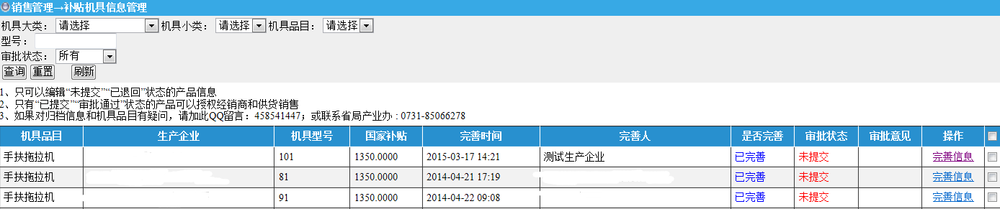 销售管理→补贴机具信息管理
机具大类： 请选择 机具小类： 请选择 机具品目： 请选择
型号：
审批状态： 所有
查询 重置 刷新
1、只可以编辑“未提交”“已退回”状态的产品信息
2、只有“已提交”“审批通过”状态的产品可以授权经销商和供货销售
3、如果对归档信息和机具品目有疑问，请加此QQ留言：458541447；或联系省局产业办 : 0731-85066278
机具品目 生产企业 机具型号 国家补贴 完善时间 完善人 是否完善 审批状态 审批意见 操作
手扶拖拉机 101 1350.0000 2015-03-17 14:21 测试生产企业 已完善 未提交 完善信息
手扶拖拉机 81 1350.0000 2014-04-21 17:19 已完善 未提交 完善信息
手扶拖拉机 91 1350.0000 2014-04-22 09:08 已完善 未提交 完善信息